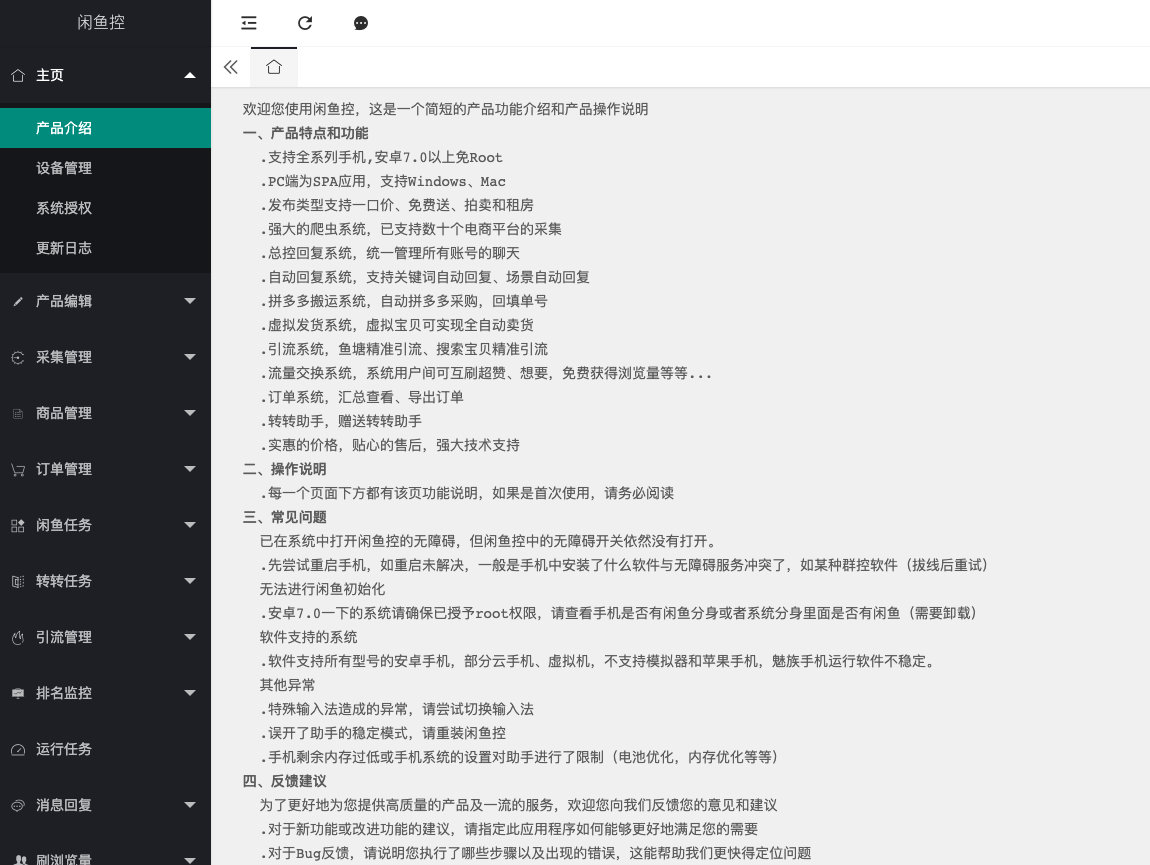 闲鱼控
主页
产品介绍
设备管理
系统授权
更新日志
产品编辑
采集管理
商品管理
订单管理
闲鱼任务
转转任务
引流管理
排名监控
运行任务
消息回复
刷浏览量
欢迎您使用闲鱼控，这是一个简短的产品功能介绍和产品操作说明
一、产品特点和功能
.支持全系列手机,安卓7.0以上免Root
.PC端为SPA应用，支持Windows、Mac
.发布类型支持一口价、免费送、拍卖和租房
.强大的爬虫系统，已支持数十个电商平台的采集
.总控回复系统，统一管理所有账号的聊天
.自动回复系统，支持关键词自动回复、场景自动回复
.拼多多搬运系统，自动拼多多采购，回填单号
.虚拟发货系统，虚拟宝贝可实现全自动卖货
.引流系统，鱼塘精准引流、搜索宝贝精准引流
.流量交换系统，系统用户间可互刷超赞、想要，免费获得浏览量等等...
.订单系统，汇总查看、导出订单
.转转助手，赠送转转助手
.实惠的价格，贴心的售后，强大技术支持
二、操作说明
.每一个页面下方都有该页功能说明，如果是首次使用，请务必阅读
三、常见问题
已在系统中打开闲鱼控的无障碍，但闲鱼控中的无障碍开关依然没有打开。
.先尝试重启手机，如重启未解决，一般是手机中安装了什么软件与无障碍服务冲突了，如某种群控软件（拔线后重试）
无法进行闲鱼初始化
.安卓7.0一下的系统请确保已授予root权限，请查看手机是否有闲鱼分身或者系统分身里面是否有闲鱼（需要卸载）
软件支持的系统
.软件支持所有型号的安卓手机，部分云手机、虚拟机，不支持模拟器和苹果手机，魅族手机运行软件不稳定。
其他异常
.特殊输入法造成的异常，请尝试切换输入法
.误开了助手的稳定模式，请重装闲鱼控
.手机剩余内存过低或手机系统的设置对助手进行了限制（电池优化，内存优化等等）
四、反馈建议
为了更好地为您提供高质量的产品及一流的服务，欢迎您向我们反馈您的意见和建议
.对于新功能或改进功能的建议，请指定此应用程序如何能够更好地满足您的需要
.对于Bug反馈，请说明您执行了哪些步骤以及出现的错误，这能帮助我们更快得定位问题